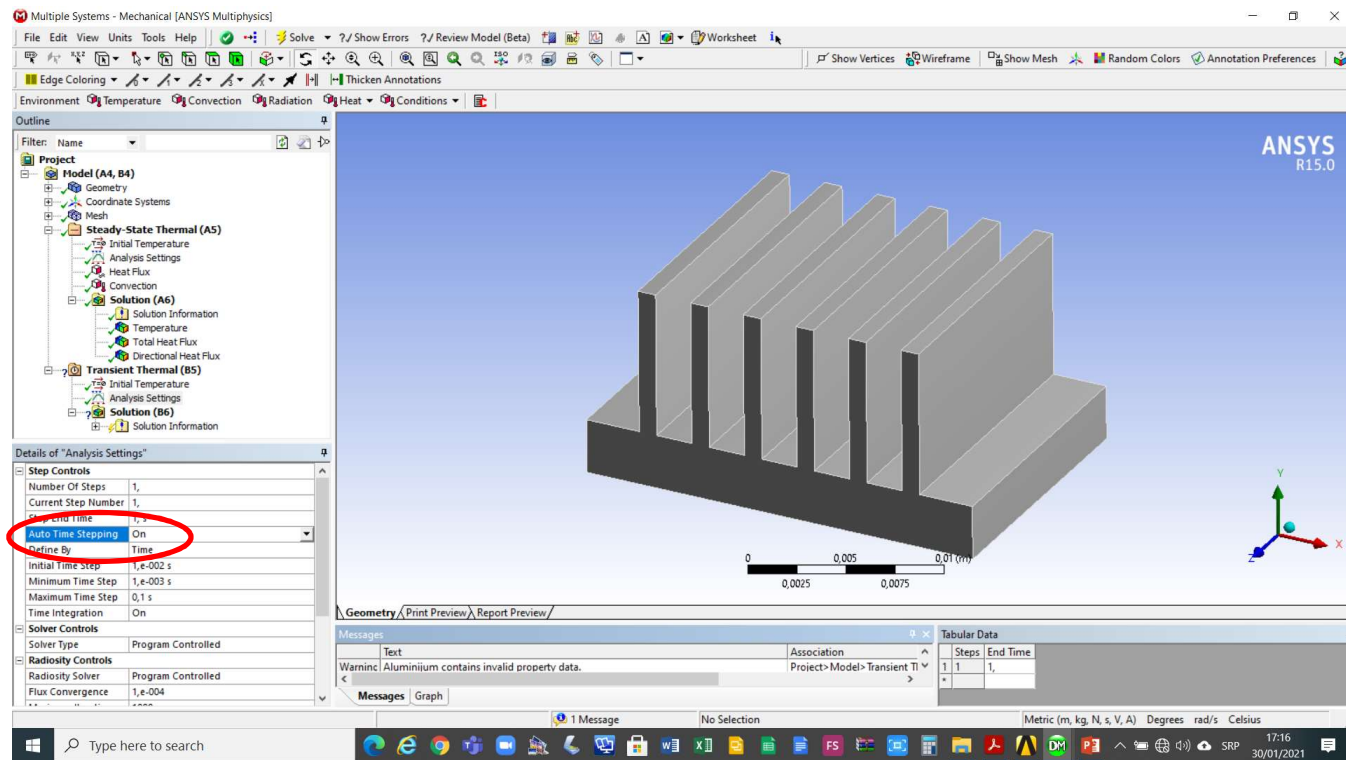 Multiple Systems - Mechanical [ANSYS Multiphysics]
File Edit View Units Tools Help Solve ?./ Show Errors ?./ Review Model (Beta) A Worksheet
Show Vertices Wireframe Show Mesh Random Colors Annotation Preferences
Edge Coloring Thicken Annotations
Environment Temperature Convection Radiation Heat Conditions
Outline
Filter: Name
Project
Model (A4, B4)
Geometry
Coordinate Systems
Mesh
Steady-State Thermal (A5)
Initial Temperature
Analysis Settings
Heat Flux
Convection
Solution (A6)
Solution Information
Temperature
Total Heat Flux
Directional Heat Flux
Transient Thermal (B5)
Initial Temperature
Analysis Settings
Solution (B6)
Solution Information
Details of "Analysis Settings"
Step Controls
Number Of Steps 1,
Current Step Number 1,
Step End Time 1, s
Auto Time Stepping On
Define By Time
Initial Time Step 1,e-002 s
Minimum Time Step 1,e-003 s
Maximum Time Step 0,1 s
Time Integration On
Solver Controls
Solver Type Program Controlled
Radiosity Controls
Radiosity Solver Program Controlled
Flux Convergence 1,e-004
ANSYS
R15.0
Y
X
Z
0 0,005 0,01 (m)
0,0025 0,0075
Geometry Print Preview Report Preview
Messages
Text Association
Warninc Aluminijum contains invalid property data. Project>Model>Transient Tl
Messages Graph
Tabular Data
Steps End Time
1 1 1,
*
1 Message No Selection Metric (m, kg, N, s, V, A) Degrees rad/s Celsius
Type here to search
FS DM SRP 17:16
30/01/2021